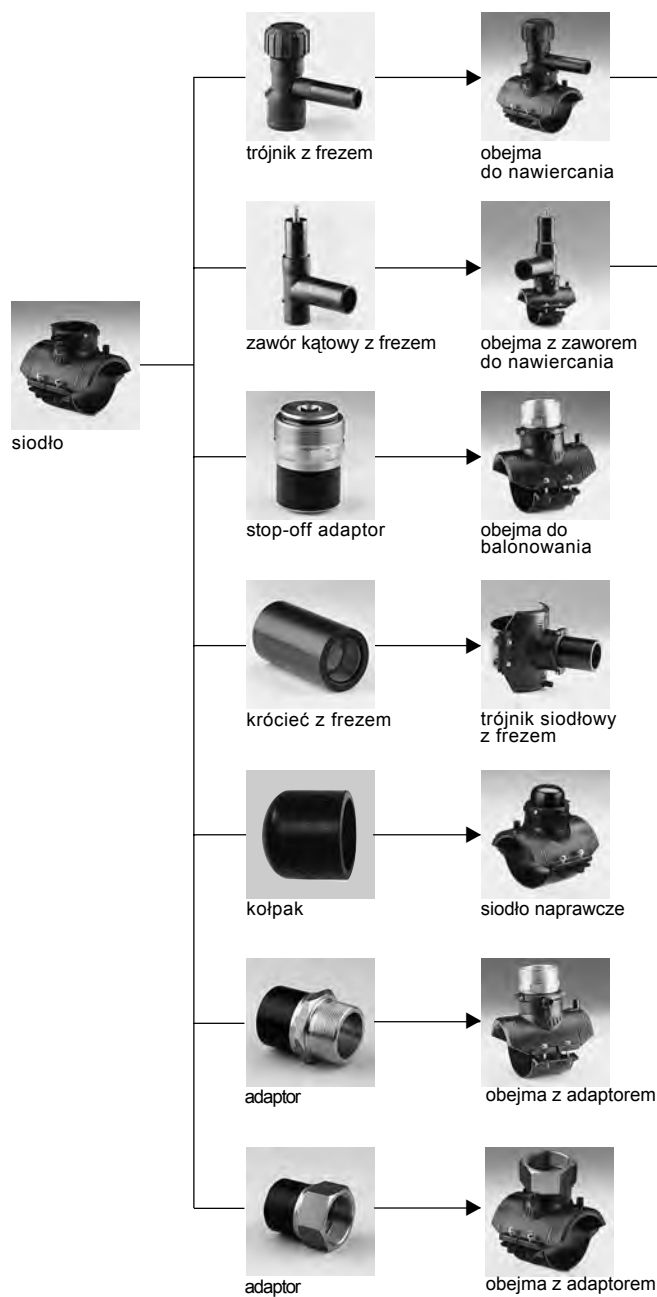 trójnik z frezem
obejma
do nawiercania
zawór kątowy z frezem
obejma z zaworem
do nawiercania
siodło
stop-off adaptor
obejma do
balonowania
króciec z frezem
trójnik siodłowy
z frezem
kołpak
siodło naprawcze
adaptor
obejma z adaptorem
adaptor
obejma z adaptorem